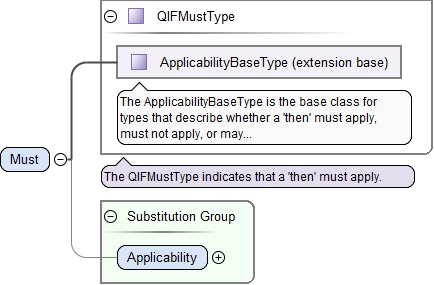 QIFMustType
ApplicabilityBaseType (extension base)
The ApplicabilityBaseType is the base class for
types that describe whether a 'then' must apply,
must not apply, or may...
Must
The QIFMustType indicates that a 'then' must apply.
Substitution Group
Applicability